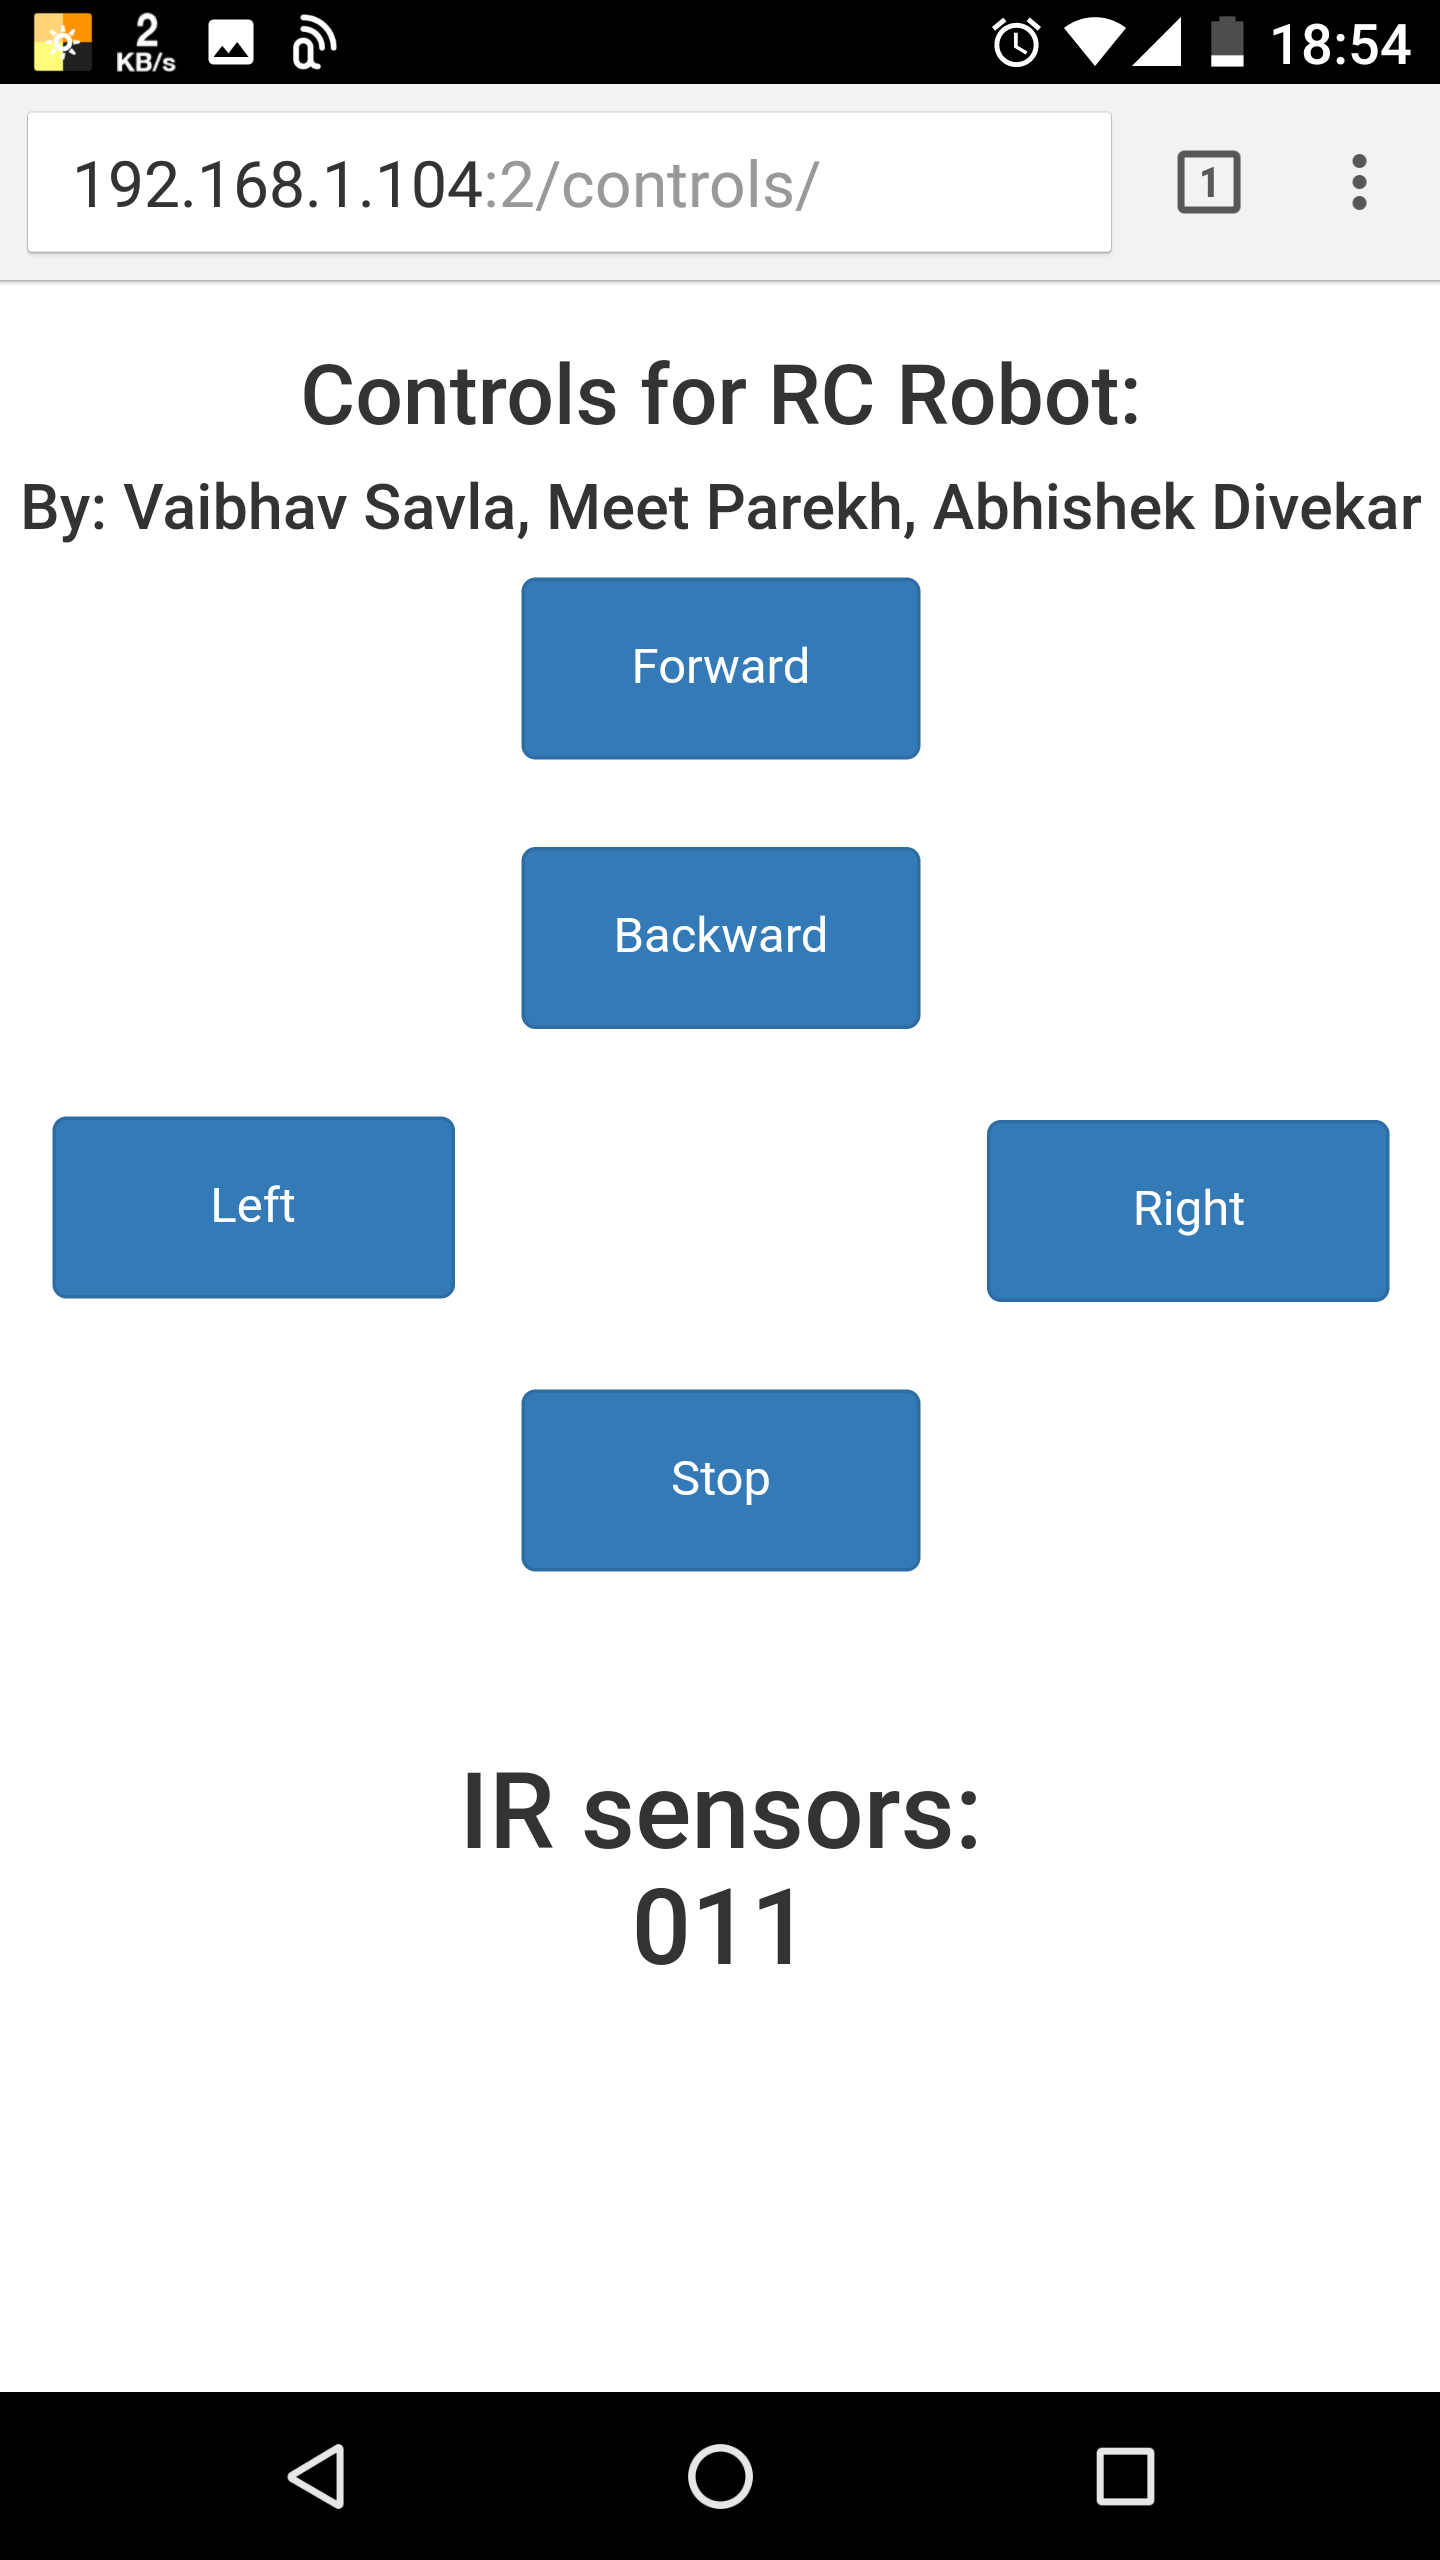 2
KB/s
18:54
192.168.1.104:2/controls/
1
Controls for RC Robot:
By: Vaibhav Savla, Meet Parekh, Abhishek Divekar
Forward
Backward
Left Right
Stop
IR sensors:
011